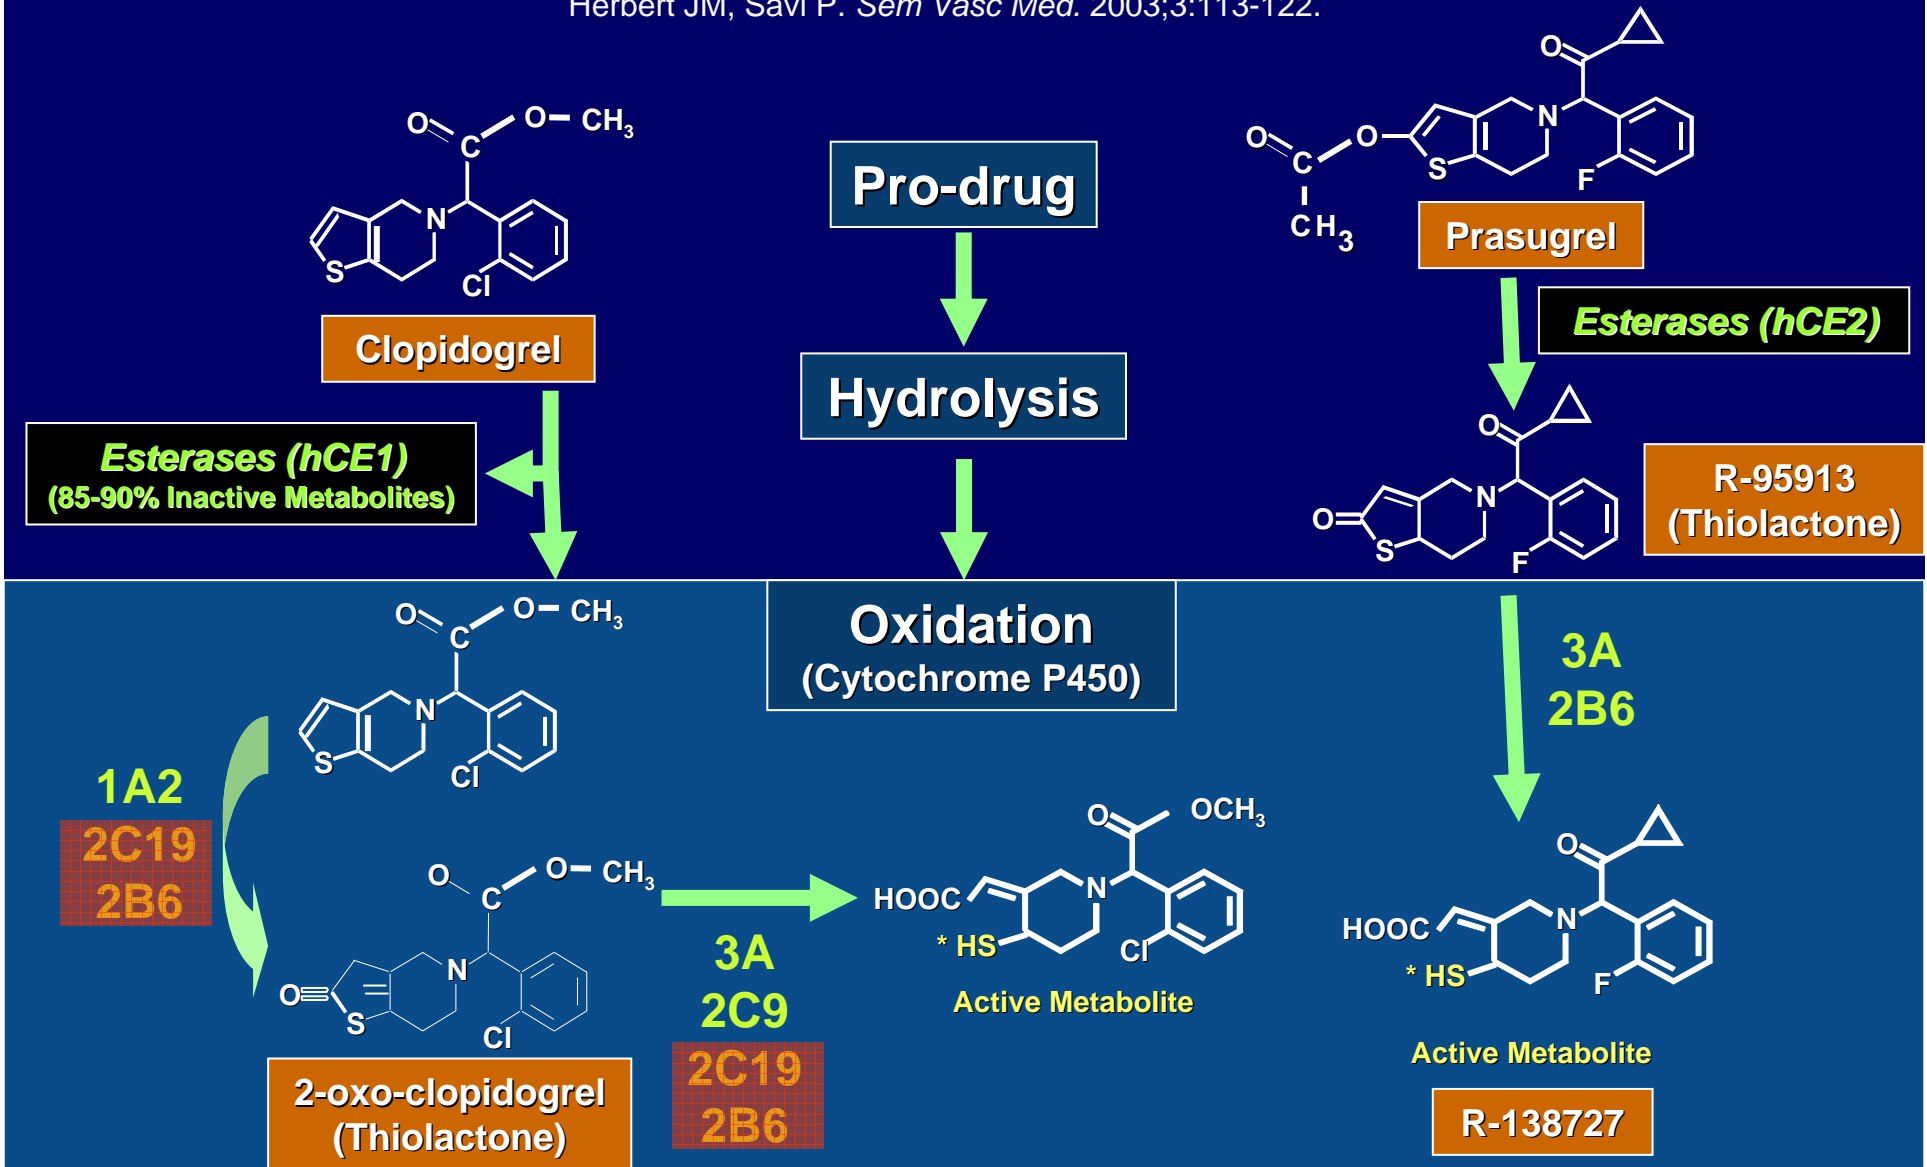 Herbert JM, Savi P. Sem Vasc Med. 2003;3:113-122.
O
C
O
CH3
N
S
Cl
Clopidogrel
Esterases (hCE1)
(85-90% Inactive Metabolites)
Pro-drug
Hydrolysis
Oxidation
(Cytochrome P450)
O
N
O
C
O
S
F
CH3
Prasugrel
Esterases (hCE2)
O
N
O
S
F
R-95913
(Thiolactone)
3A
2B6
O
C
O
CH3
N
S
Cl
1A2
2C19
2B6
O
C
O
CH3
N
O
S
Cl
2-oxo-clopidogrel
(Thiolactone)
3A
2C9
2C19
2B6
O
OCH3
HOOC
N
* HS
Cl
Active Metabolite
O
HOOC
N
* HS
F
Active Metabolite
R-138727